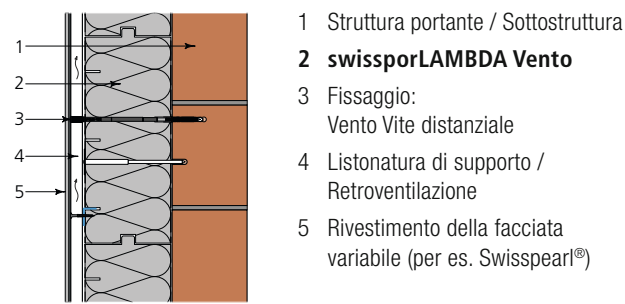 1
2
3
4
5
1 Struttura portante / Sottostruttura
2 swissporLAMBDA Vento
3 Fissaggio:
Vento Vite distanziale
4 Listonatura di supporto /
Retroventilazione
5 Rivestimento della facciata
variabile (per es. Swisspearl®)